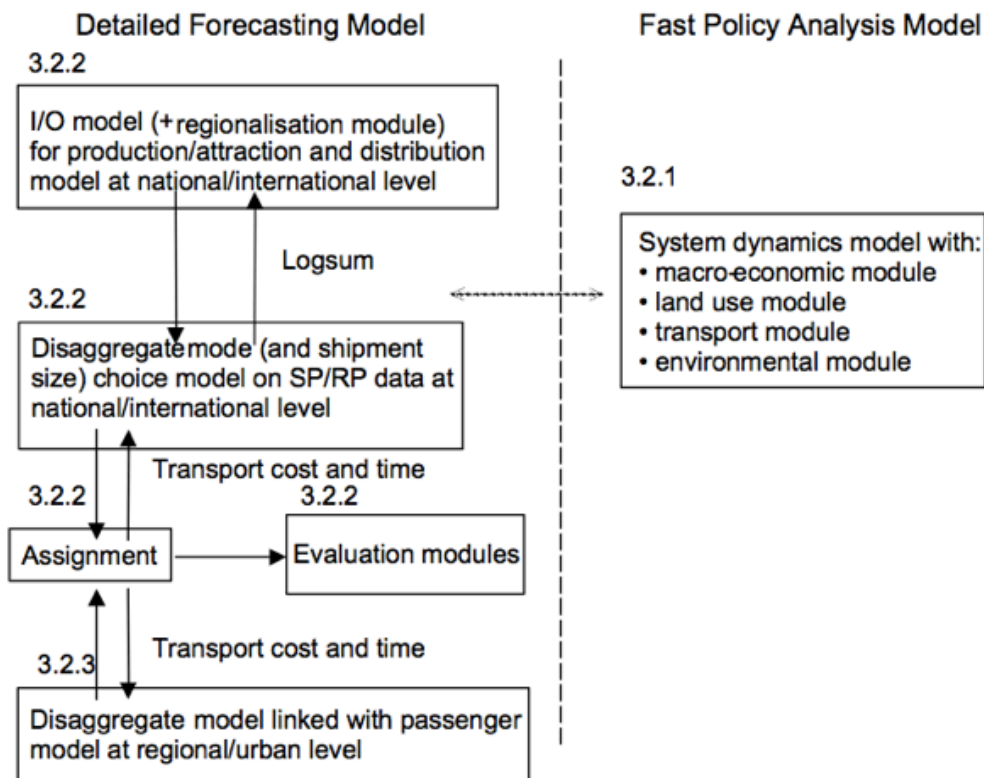 Detailed Forecasting Model
Fast Policy Analysis Model
3.2.2
I/O model (+regionalisation module)
for production/attraction and distribution
model at national/international level
Logsum
3.2.2
Disaggregate mode (and shipment
size) choice model on SP/RP data at
national/international level
Transport cost and time
3.2.2
3.2.2
Assignment
Evaluation modules
Transport cost and time
3.2.3
Disaggregate model linked with passenger
model at regional/urban level
3.2.1
System dynamics model with:
• macro-economic module
• land use module
• transport module
• environmental module